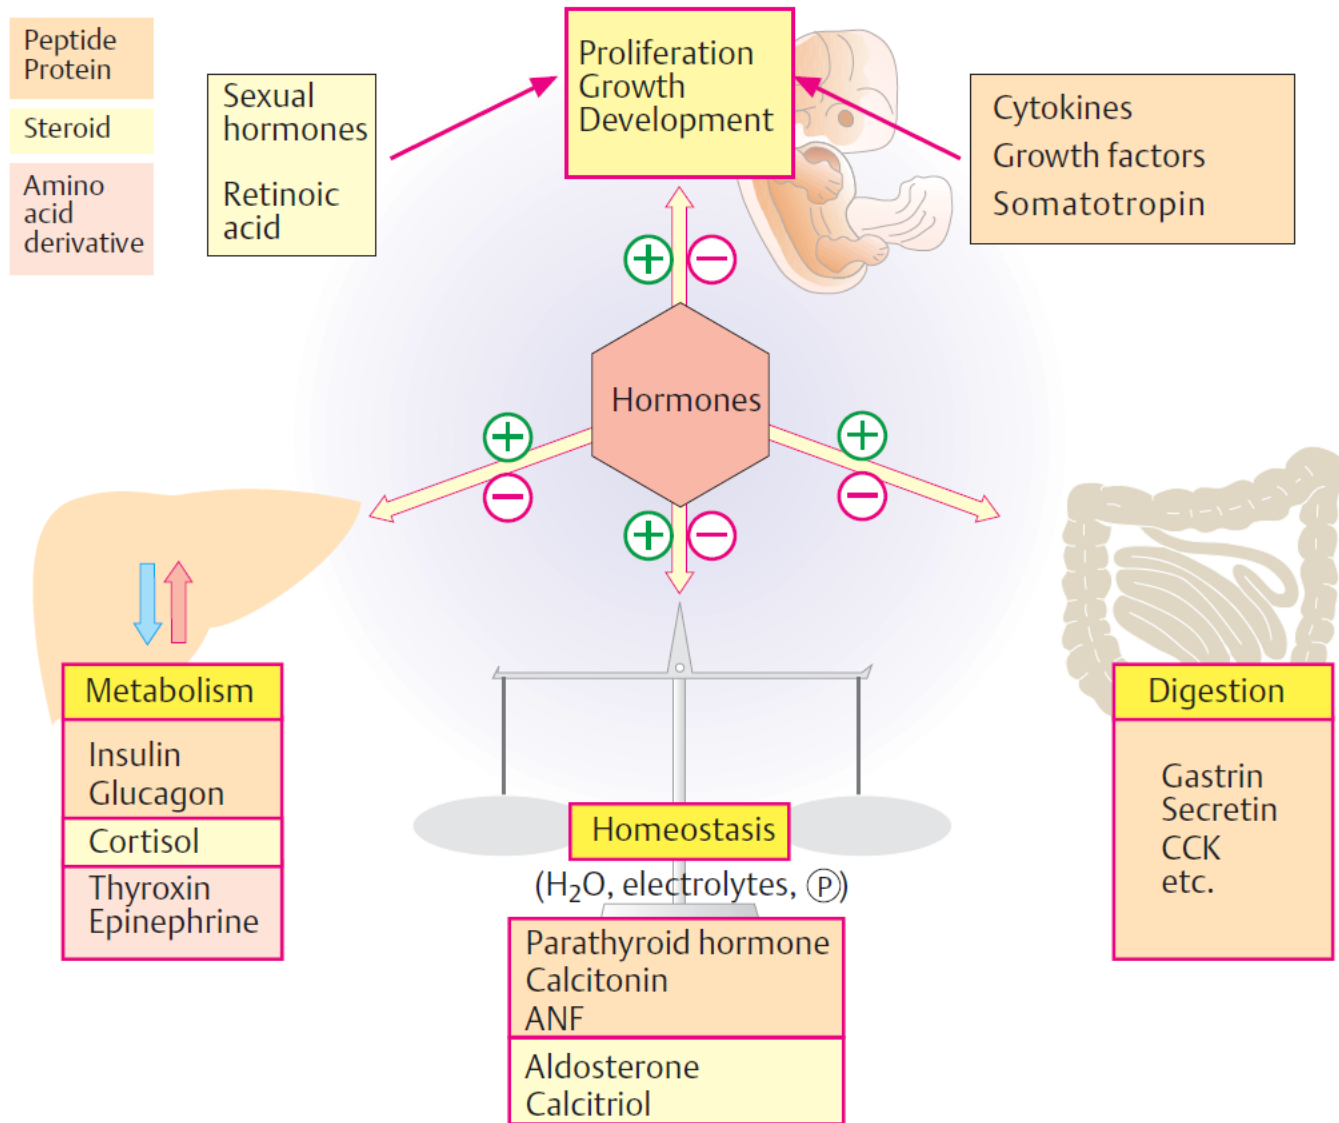 Peptide
Protein
Steroid
Amino
acid
derivative
Sexual
hormones
Retinoic
acid
Proliferation
Growth
Development
Cytokines
Growth factors
Somatotropin
+ −
Hormones
+
−
+
−
+ −
Metabolism
Insulin
Glucagon
Cortisol
Thyroxin
Epinephrine
Homeostasis
(H₂O, electrolytes, Ⓟ)
Parathyroid hormone
Calcitonin
ANF
Aldosterone
Calcitriol
Digestion
Gastrin
Secretin
CCK
etc.